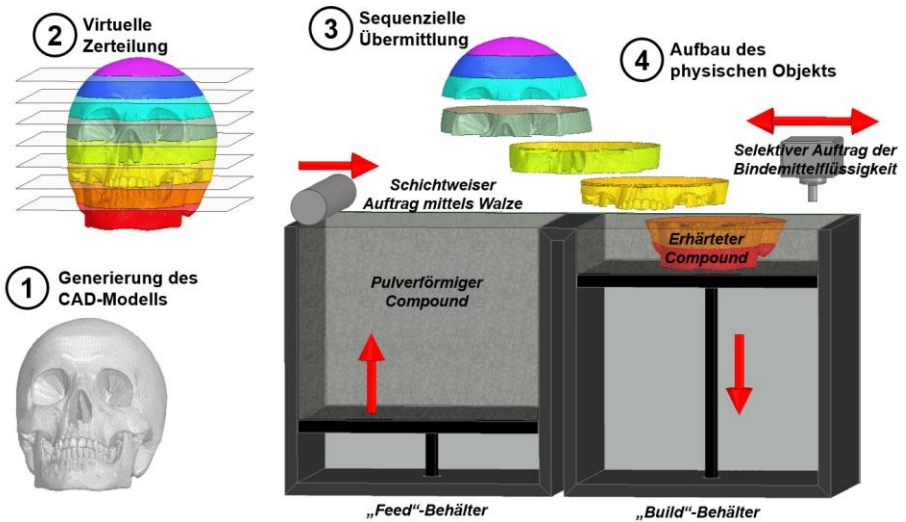 1
Generierung des
CAD-Modells
2
Virtuelle
Zerteilung
3
Sequenzielle
Übermittlung
4
Aufbau des
physischen Objekts
Schichtweiser
Auftrag mittels Walze
Selektiver Auftrag der
Bindemittelflüssigkeit
Pulverförmiger
Compound
Erhärteter
Compound
„Feed“-Behälter
„Build“-Behälter